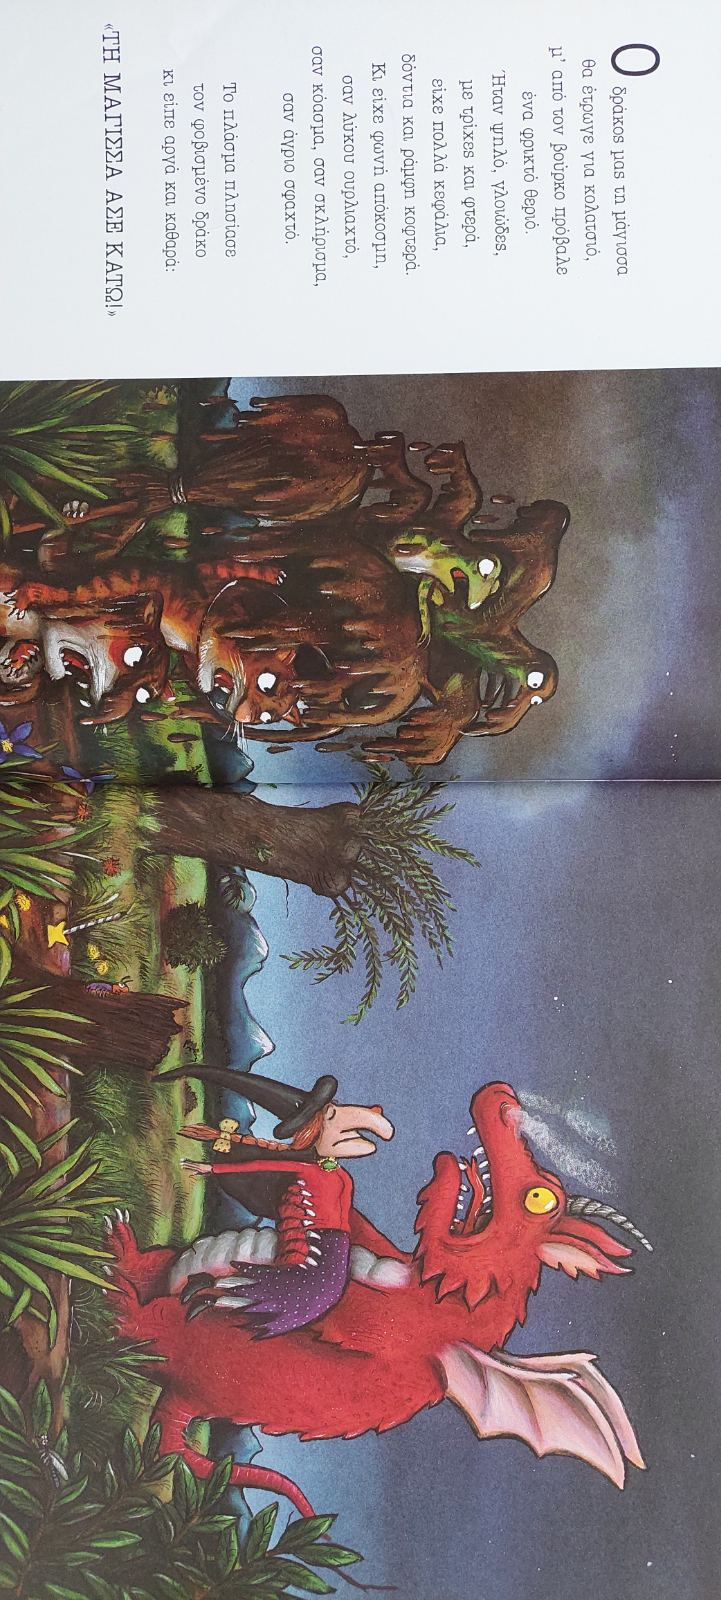 Ο δράκος μας τη μάγισσα
θα έτρωγε για κολατσιό,
μ' από τον βούρκο πρόβαλε
ένα φρικτό θεριό.
Ήταν ψηλό, γλοιώδες,
με τρίχες και φτερά,
είχε πολλά κεφάλια,
δόντια και ράμφη κοφτερά.
Κι είχε φωνή απόκοσμη,
σαν λύκου ουρλιαχτό,
σαν κόασμα, σαν σκλήρισμα,
σαν άγριο σφαχτό.
Το πλάσμα πλησίασε
τον φοβισμένο δράκο
κι είπε αργά και καθαρά:
«ΤΗ ΜΑΓΙΣΣΑ ΑΣΕ ΚΑΤΩ!»